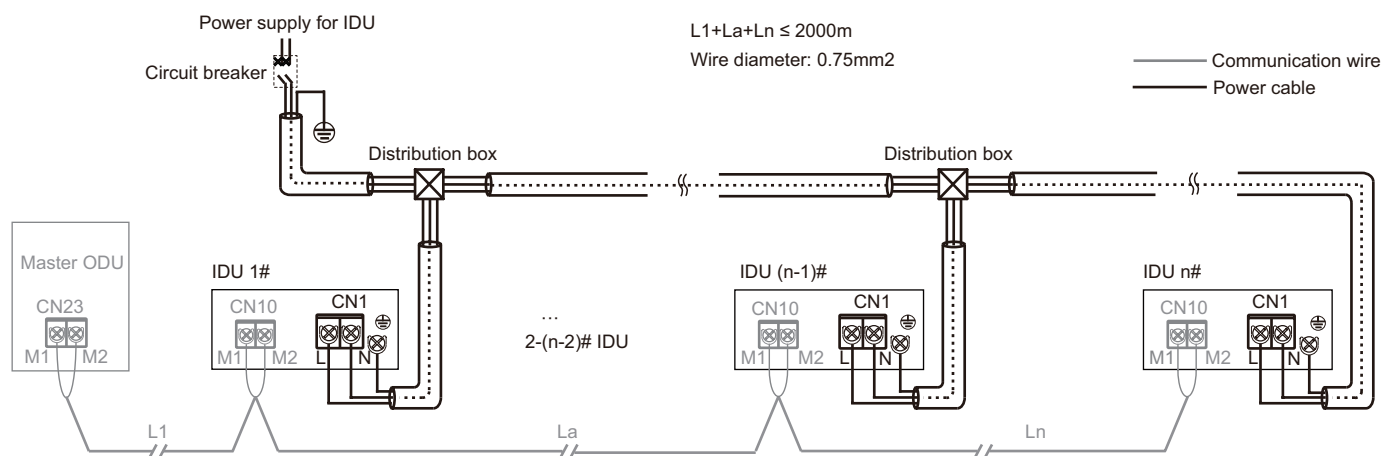 Power supply for IDU
L1+La+Ln ≤ 2000m
Wire diameter: 0.75mm2
Circuit breaker
Communication wire
Power cable
Distribution box
Distribution box
Master ODU
CN23
M1 M2
IDU 1#
CN10
CN1
M1 M2
L N
...
2-(n-2)# IDU
IDU (n-1)#
CN10
CN1
M1 M2
L N
IDU n#
CN10
CN1
M1 M2
L N
L1
La
Ln